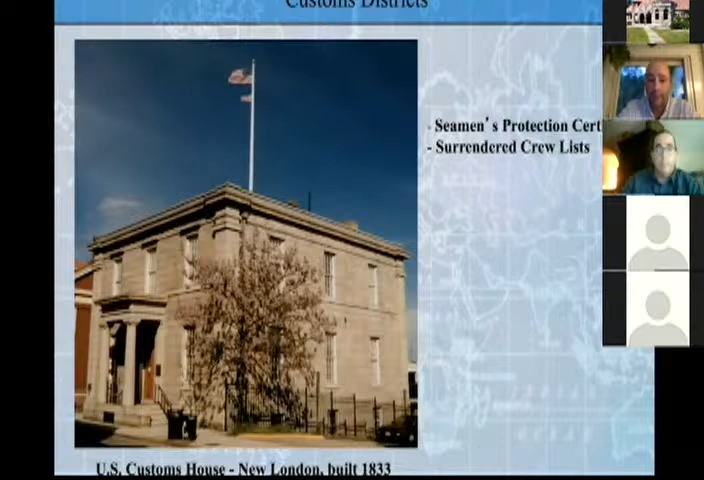 Customs Districts
- Seamen's Protection Cert
- Surrendered Crew Lists
U.S. Customs House - New London, built 1833